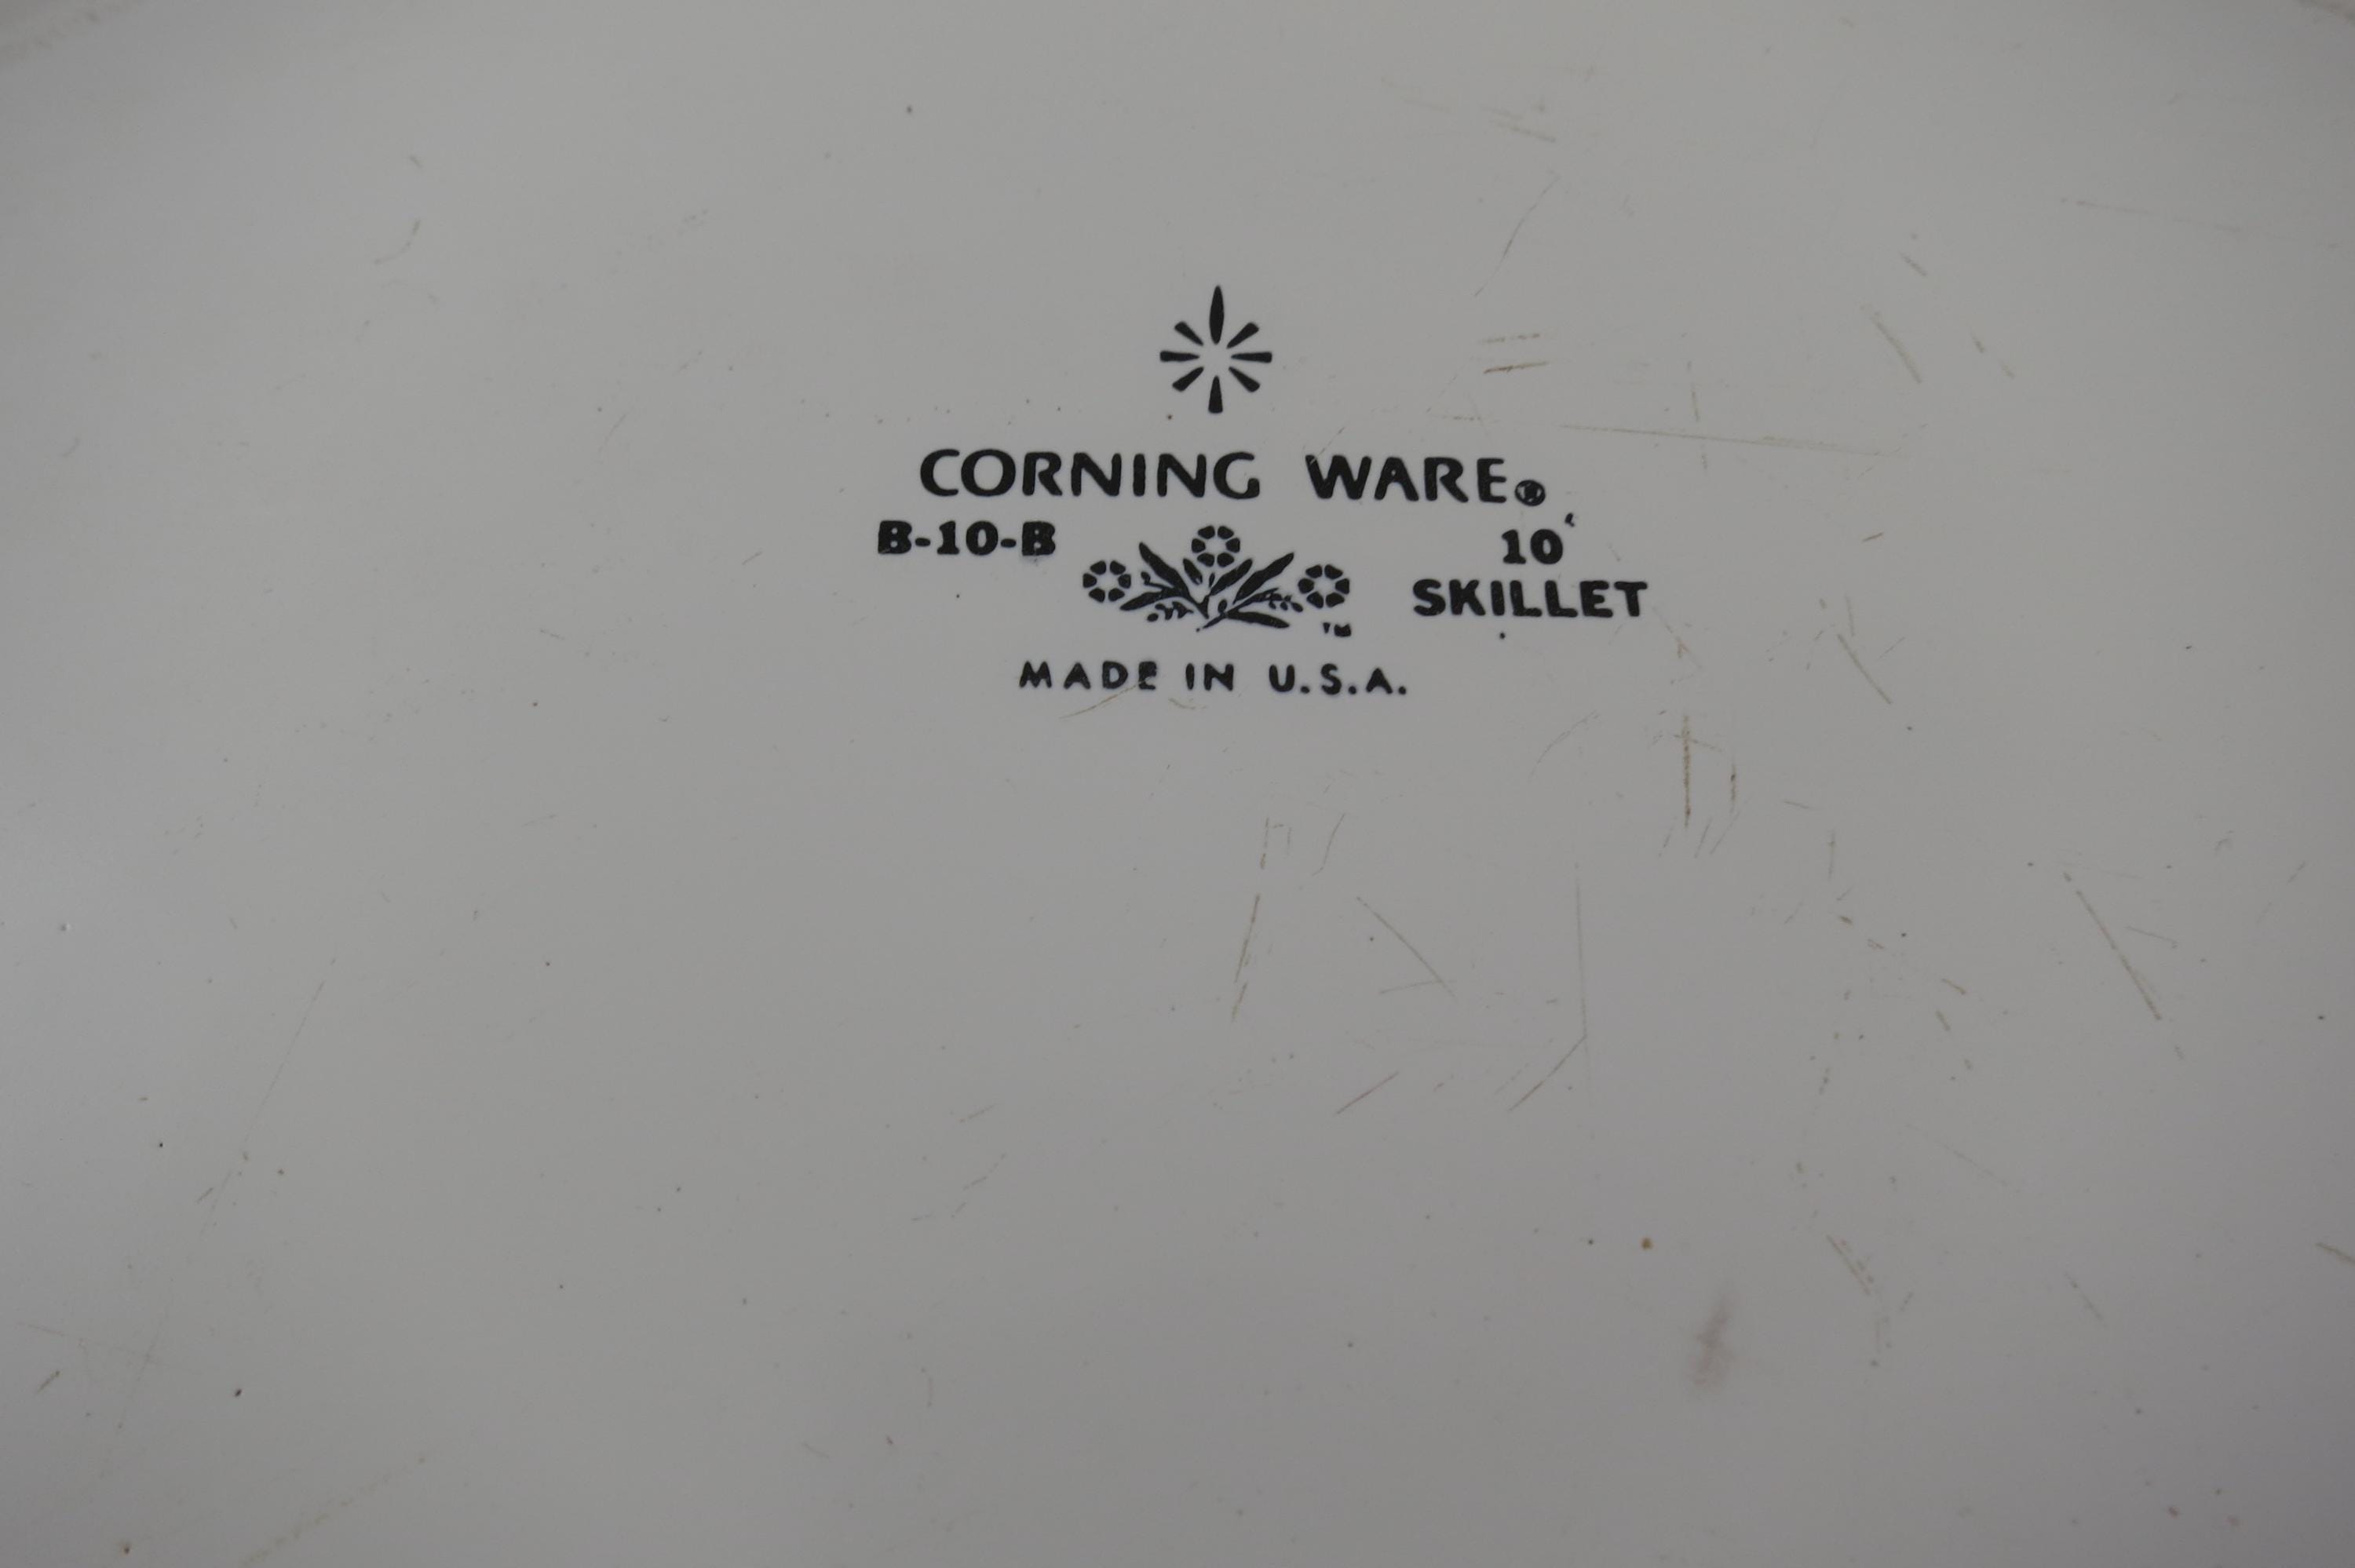 CORNING WARE®
B-10-B 10'
SKILLET
TM
MADE IN U.S.A.